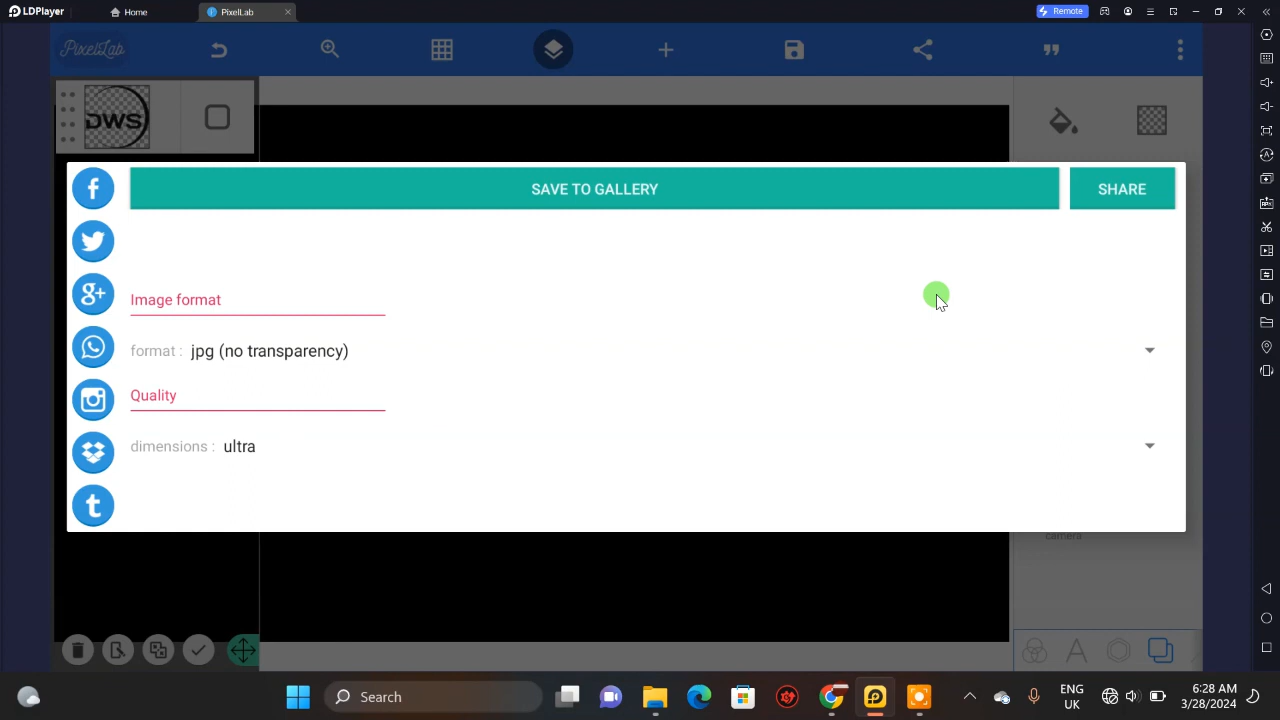 LDPlayer
Home
PixelLab
Remote
PixelLab
DWS
SAVE TO GALLERY
SHARE
Image format
format : jpg (no transparency)
Quality
dimensions : ultra
camera
Search
ENG
UK
6:28 AM
3/28/2024